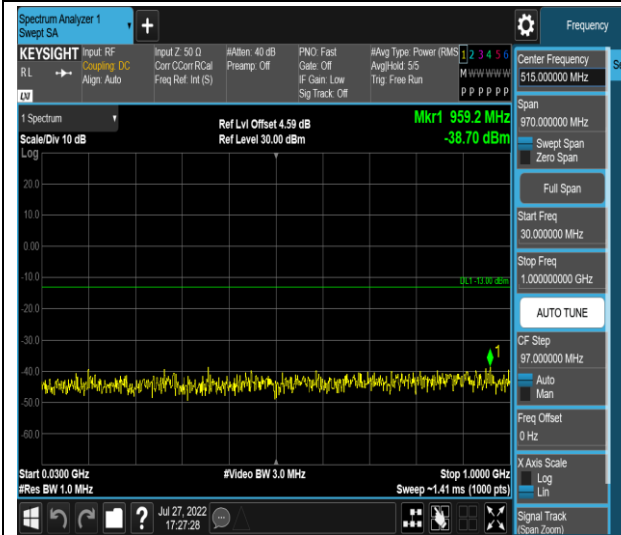 Spectrum Analyzer 1
Swept SA
+
Frequency
KEYSIGHT
RL
LXI
Input: RF
Coupling: DC
Align: Auto
Input Z: 50 Ω
Corr CCorr RCal
Freq Ref: Int (S)
#Atten: 40 dB
Preamp: Off
PNO: Fast
Gate: Off
IF Gain: Low
Sig Track: Off
#Avg Type: Power (RMS
Avg|Hold: 5/5
Trig: Free Run
1 2 3 4 5 6
M W W W W W
P P P P P P
1 Spectrum
Scale/Div 10 dB
Log
Ref Lvl Offset 4.59 dB
Ref Level 30.00 dBm
Mkr1 959.2 MHz
-38.70 dBm
20.0
10.0
0.00
-10.0
DL1 -13.00 dBm
-20.0
-30.0
1
-40.0
-50.0
-60.0
Start 0.0300 GHz
#Res BW 1.0 MHz
#Video BW 3.0 MHz
Stop 1.0000 GHz
Sweep ~1.41 ms (1000 pts)
Center Frequency
515.000000 MHz
Span
970.000000 MHz
Swept Span
Zero Span
Full Span
Start Freq
30.000000 MHz
Stop Freq
1.000000000 GHz
AUTO TUNE
CF Step
97.000000 MHz
Auto
Man
Freq Offset
0 Hz
X Axis Scale
Log
Lin
Signal Track
(Span Zoom)
?
Jul 27, 2022
17:27:28